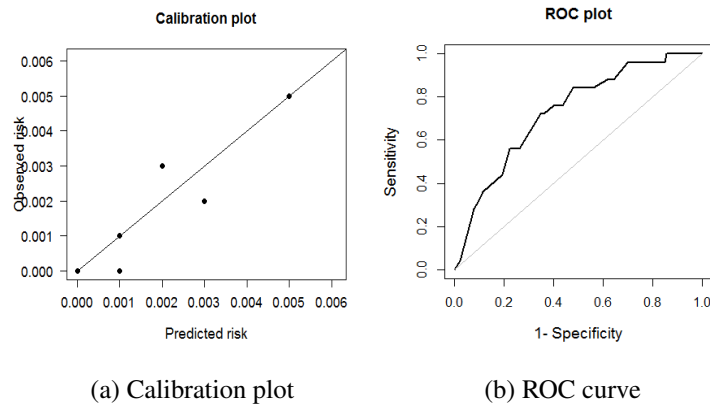 Calibration plot
Observed risk
0.006
0.005
0.004
0.003
0.002
0.001
0.000
0.000 0.001 0.002 0.003 0.004 0.005 0.006
Predicted risk
(a) Calibration plot
ROC plot
Sensitivity
1.0
0.8
0.6
0.4
0.2
0.0
0.0 0.2 0.4 0.6 0.8 1.0
1- Specificity
(b) ROC curve